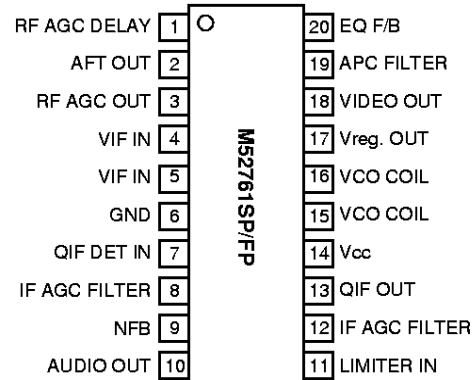 RF AGC DELAY 1 20 EQ F/B
AFT OUT 2 19 APC FILTER
RF AGC OUT 3 18 VIDEO OUT
VIF IN 4 17 Vreg. OUT
VIF IN 5 16 VCO COIL
GND 6 15 VCO COIL
QIF DET IN 7 14 Vcc
IF AGC FILTER 8 13 QIF OUT
NFB 9 12 IF AGC FILTER
AUDIO OUT 10 11 LIMITER IN
M52761SP/FP